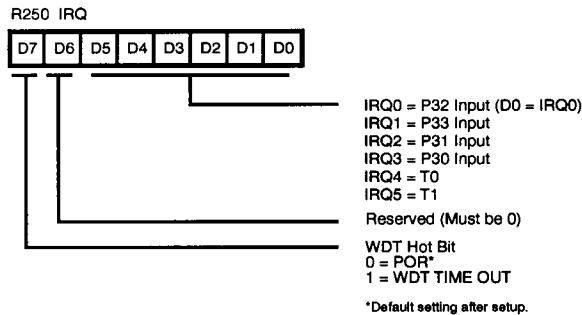 R250 IRQ
D7 D6 D5 D4 D3 D2 D1 D0
IRQ0 = P32 Input (D0 = IRQ0)
IRQ1 = P33 Input
IRQ2 = P31 Input
IRQ3 = P30 Input
IRQ4 = T0
IRQ5 = T1
Reserved (Must be 0)
WDT Hot Bit
0 = POR*
1 = WDT TIME OUT
*Default setting after setup.